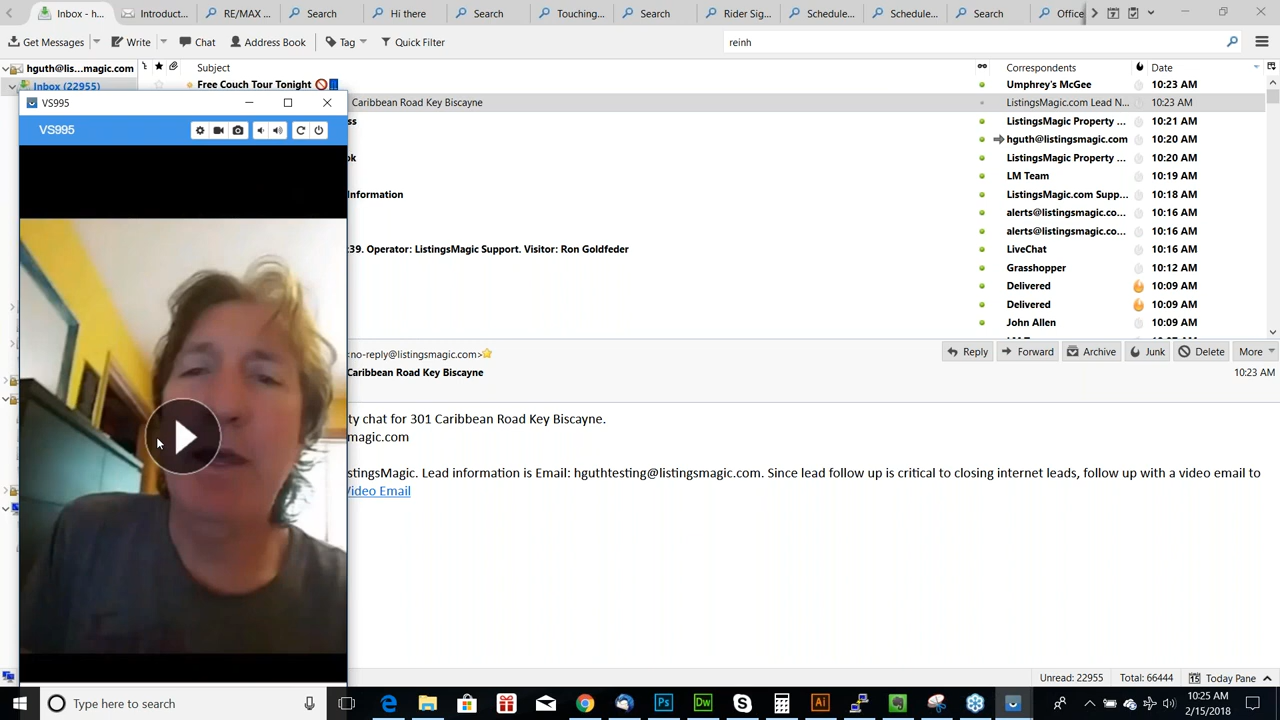 Inbox - h... Introduct... RE/MAX ... Search Hi there Search Touching... Search Rider Sig... Schedule... Schedule... Search Office
Get Messages Write Chat Address Book Tag Quick Filter reinh
hguth@lis...magic.com Subject Correspondents Date
Inbox (22955) Free Couch Tour Tonight Umphrey's McGee 10:23 AM
VS995 Caribbean Road Key Biscayne ListingsMagic.com Lead N... 10:23 AM
ss ListingsMagic Property ... 10:21 AM
VS995
hguth@listingsmagic.com 10:20 AM
ok ListingsMagic Property ... 10:20 AM
LM Team 10:19 AM
Information ListingsMagic.com Supp... 10:18 AM
alerts@listingsmagic.co... 10:16 AM
alerts@listingsmagic.co... 10:16 AM
:39. Operator: ListingsMagic Support. Visitor: Ron Goldfeder LiveChat 10:16 AM
Grasshopper 10:12 AM
Delivered 10:09 AM
Delivered 10:09 AM
John Allen 10:09 AM
<no-reply@listingsmagic.com> Reply Forward Archive Junk Delete More
Caribbean Road Key Biscayne 10:23 AM
ty chat for 301 Caribbean Road Key Biscayne.
magic.com
stingsMagic. Lead information is Email: hguthtesting@listingsmagic.com. Since lead follow up is critical to closing internet leads, follow up with a video email to
Video Email
Unread: 22955 Total: 66444 Today Pane
Type here to search Ps Dw Ai
10:25 AM
2/15/2018